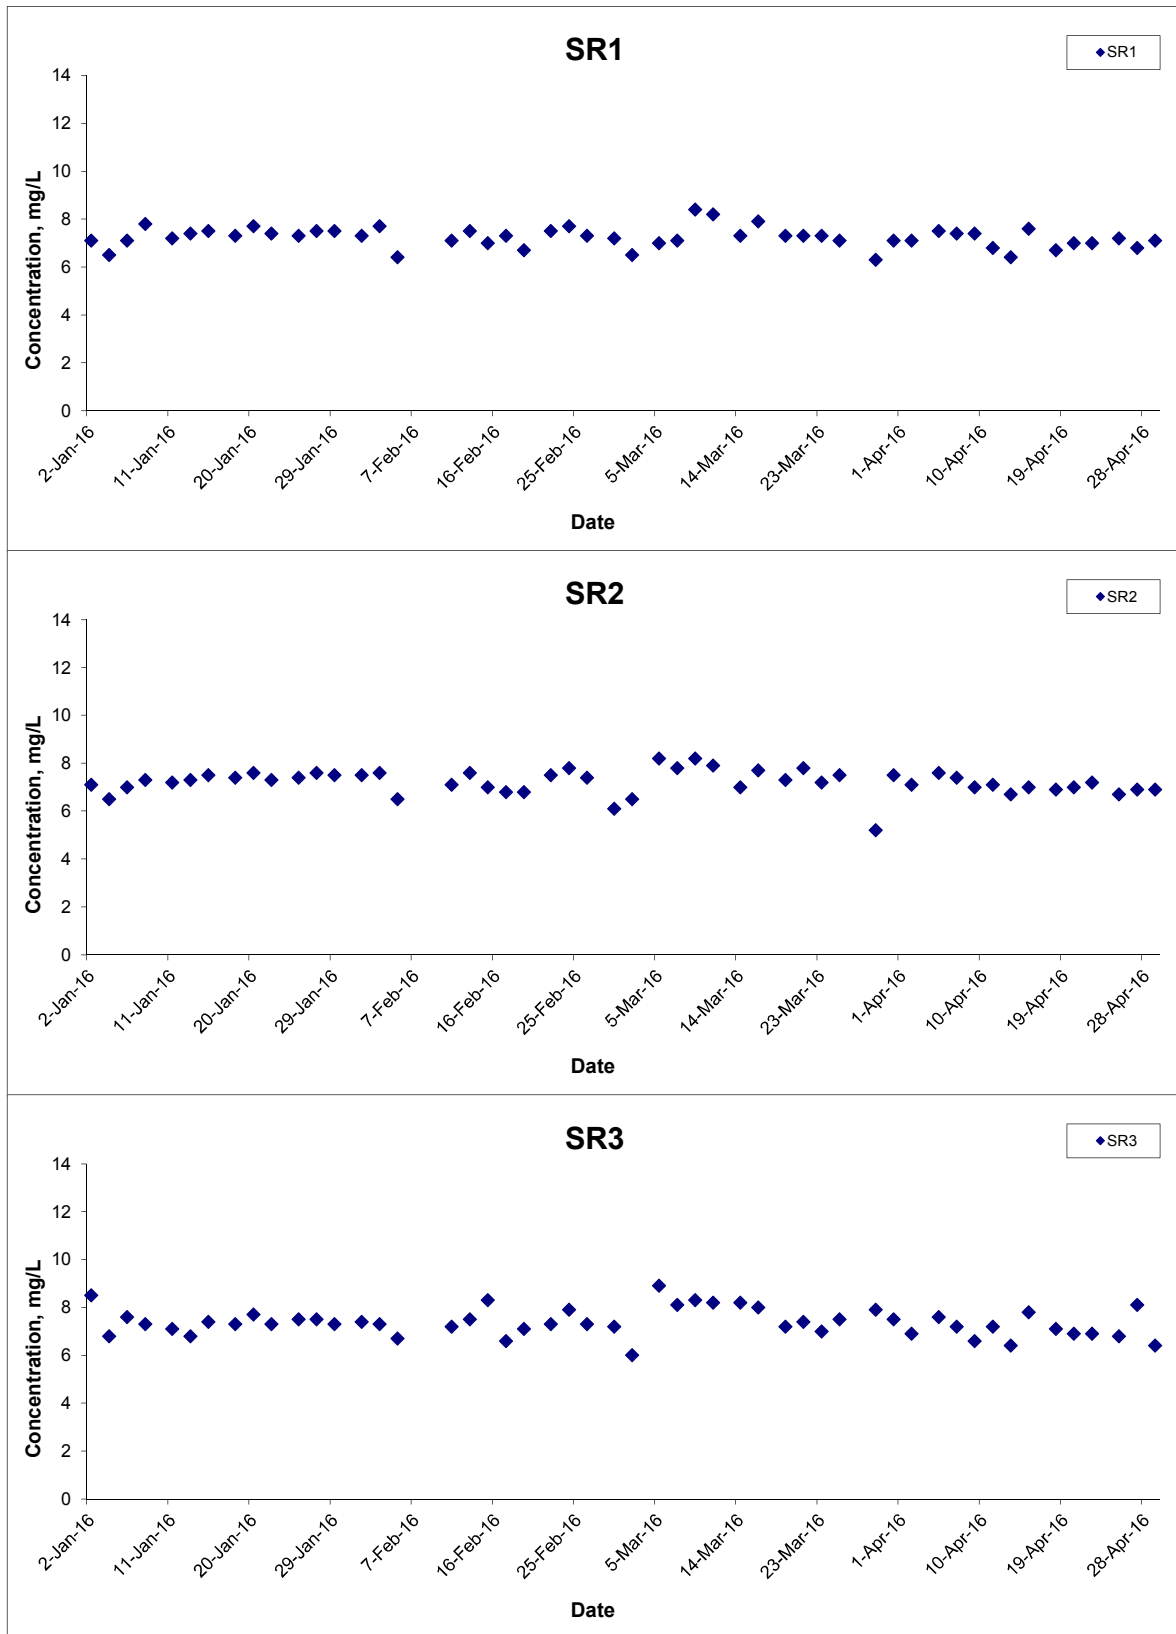 SR1
SR1
14
12
10
8
6
4
2
0
Concentration, mg/L
2-Jan-16
11-Jan-16
20-Jan-16
29-Jan-16
7-Feb-16
16-Feb-16
25-Feb-16
5-Mar-16
14-Mar-16
23-Mar-16
1-Apr-16
10-Apr-16
19-Apr-16
28-Apr-16
Date
SR2
SR2
14
12
10
8
6
4
2
0
Concentration, mg/L
2-Jan-16
11-Jan-16
20-Jan-16
29-Jan-16
7-Feb-16
16-Feb-16
25-Feb-16
5-Mar-16
14-Mar-16
23-Mar-16
1-Apr-16
10-Apr-16
19-Apr-16
28-Apr-16
Date
SR3
SR3
14
12
10
8
6
4
2
0
Concentration, mg/L
2-Jan-16
11-Jan-16
20-Jan-16
29-Jan-16
7-Feb-16
16-Feb-16
25-Feb-16
5-Mar-16
14-Mar-16
23-Mar-16
1-Apr-16
10-Apr-16
19-Apr-16
28-Apr-16
Date